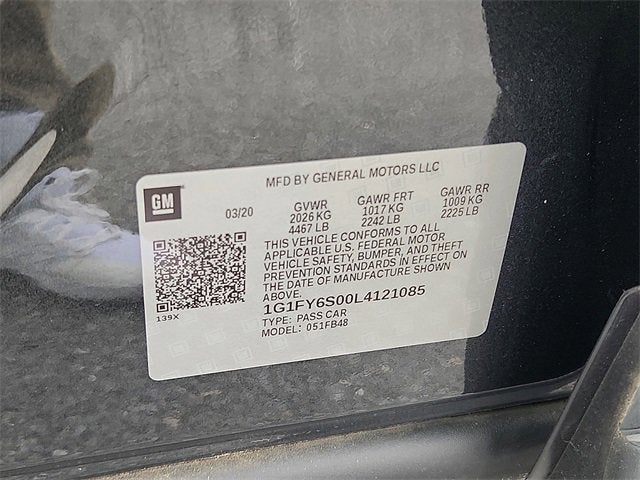 MFD BY GENERAL MOTORS LLC
GM
03/20
GVWR
2026 KG
4467 LB
GAWR FRT
1017 KG
2242 LB
GAWR RR
1009 KG
2225 LB
THIS VEHICLE CONFORMS TO ALL
APPLICABLE U.S. FEDERAL MOTOR
VEHICLE SAFETY, BUMPER, AND THEFT
PREVENTION STANDARDS IN EFFECT ON
THE DATE OF MANUFACTURE SHOWN
ABOVE.
1G1FY6S00L4121085
TYPE: PASS CAR
MODEL: 051FB48
139X